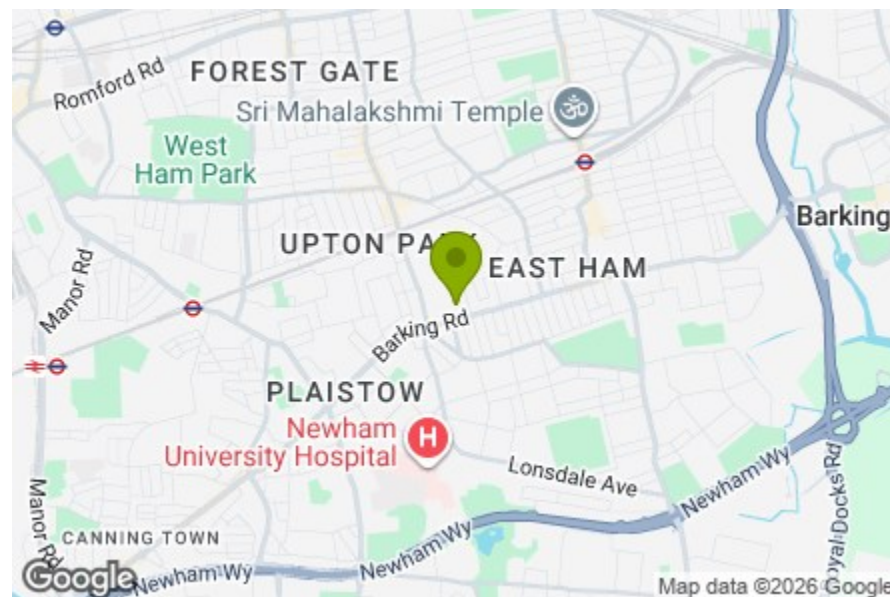 Romford Rd
FOREST GATE
Sri Mahalakshmi Temple
West
Ham Park
Barking
UPTON PARK
EAST HAM
Manor Rd
Barking Rd
PLAISTOW
Newham
University Hospital
H
Lonsdale Ave
Newham Wy
Manor Rd
CANNING TOWN
Newham Wy
Royal Docks Rd
Google
Newham Wy
Map data ©2026 Google